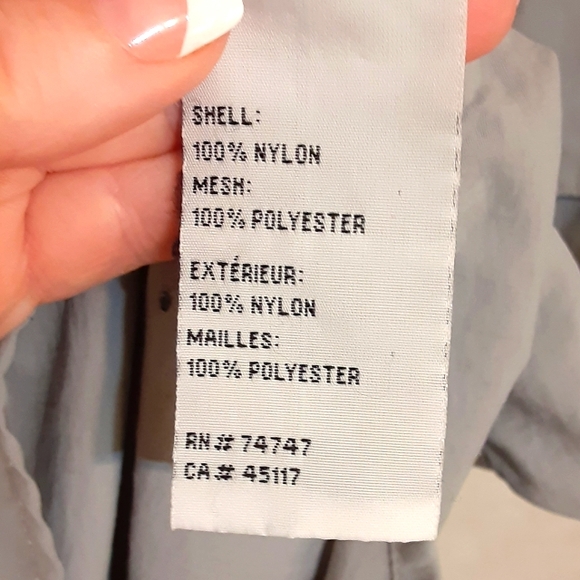 SHELL:
100% NYLON
MESH:
100% POLYESTER
EXTÉRIEUR:
100% NYLON
MAILLES:
100% POLYESTER
RN# 74747
CA# 45117